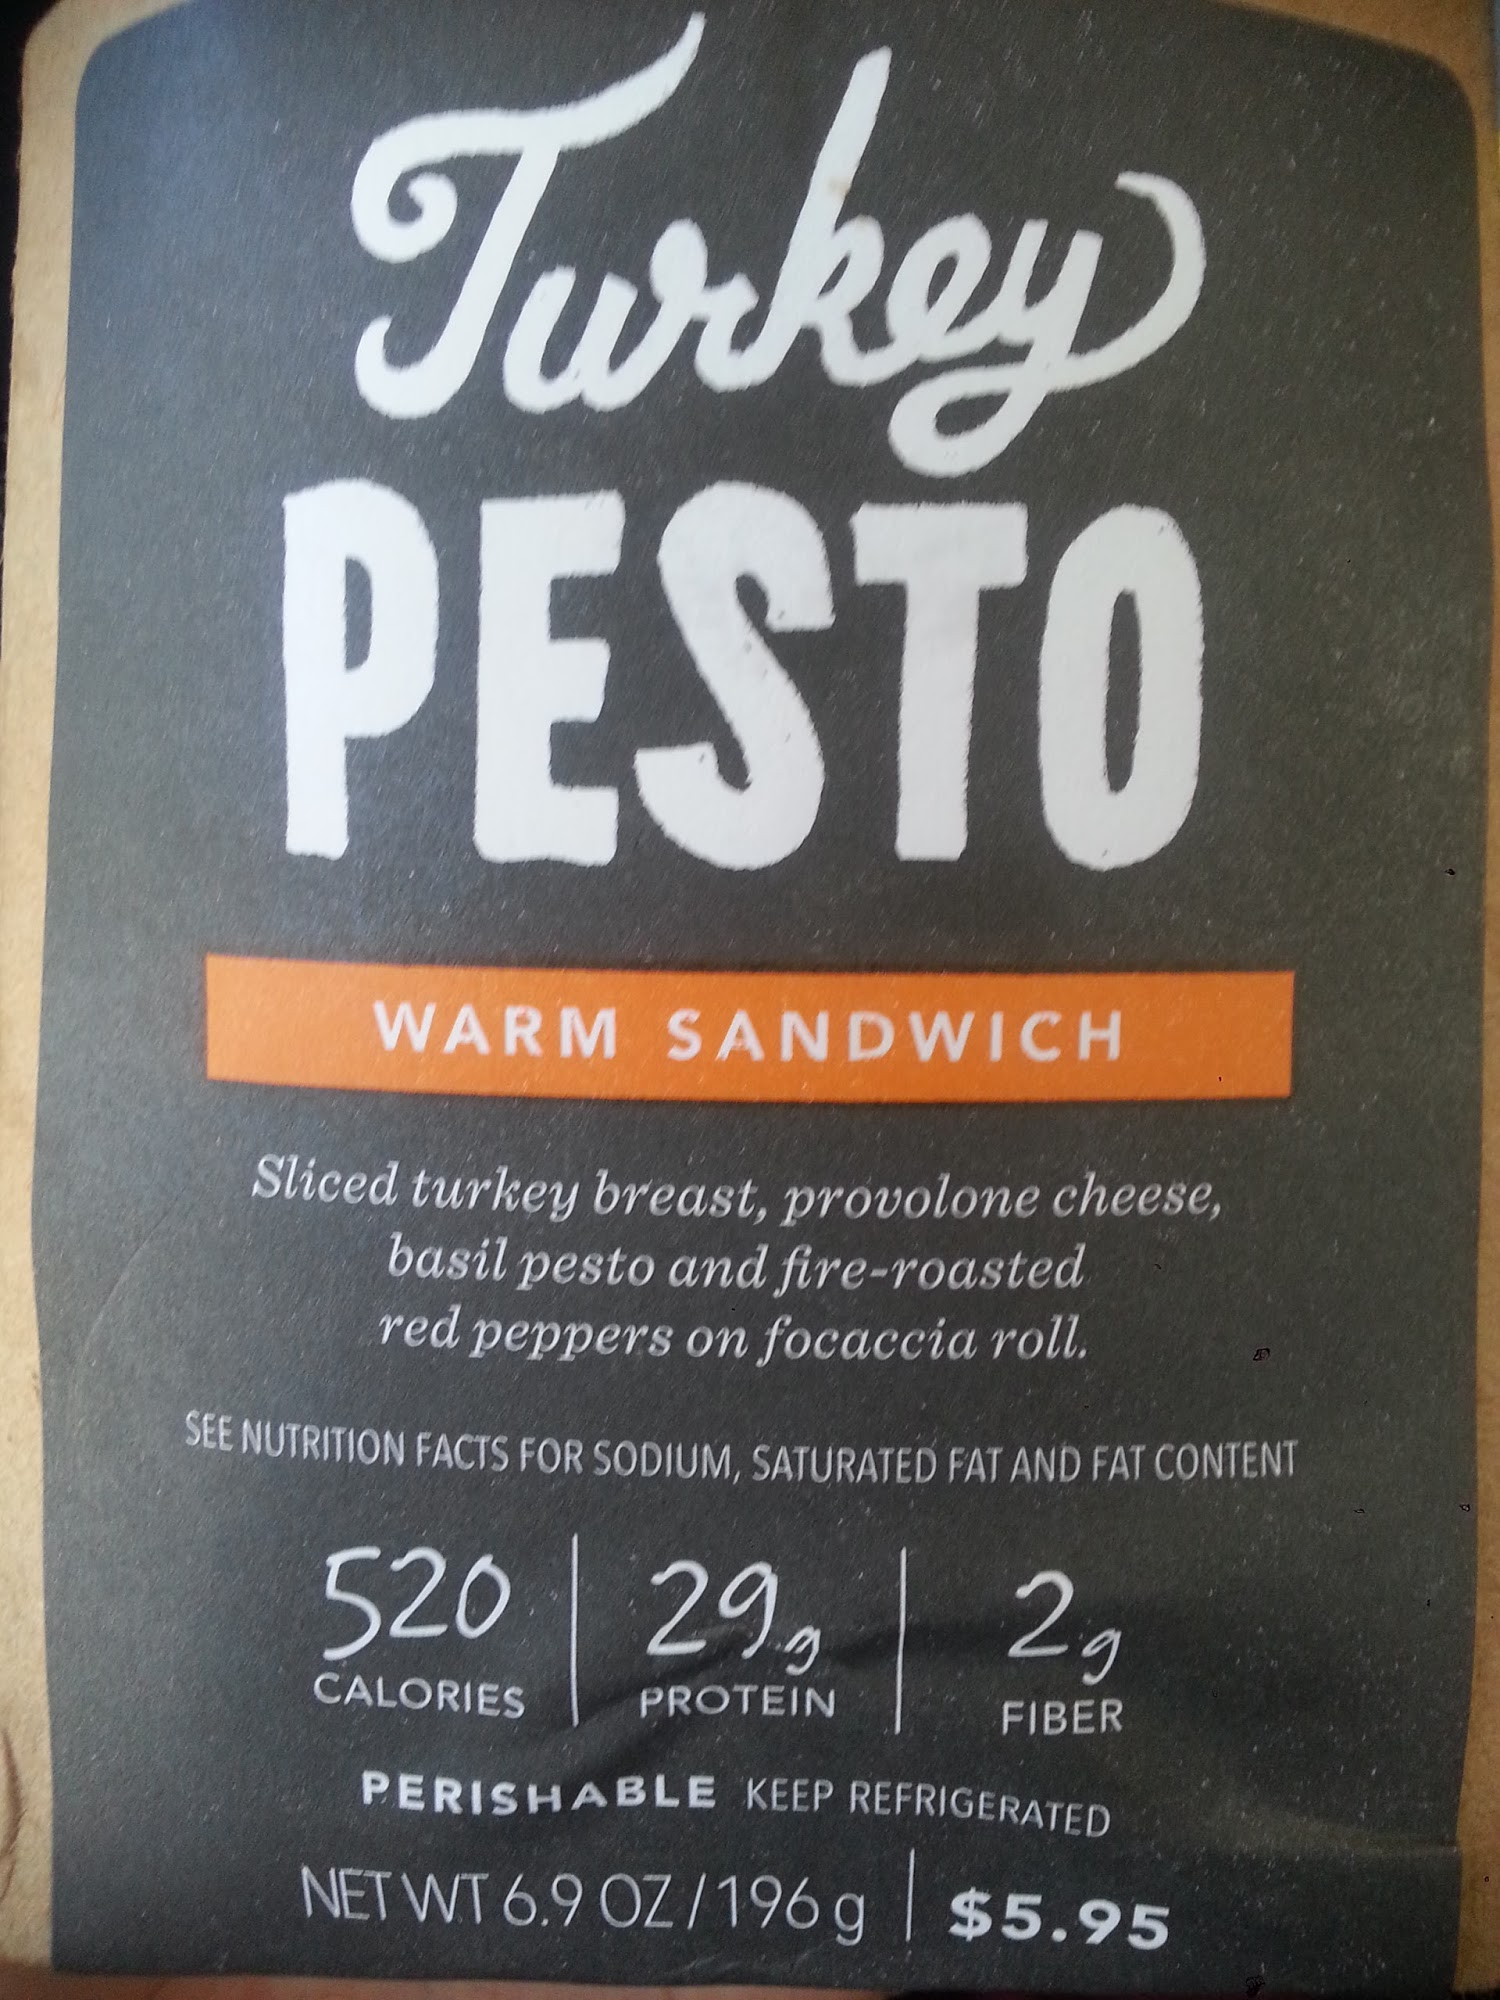 Turkey
PESTO
WARM SANDWICH
Sliced turkey breast, provolone cheese,
basil pesto and fire-roasted
red peppers on focaccia roll.
SEE NUTRITION FACTS FOR SODIUM, SATURATED FAT AND FAT CONTENT
520 | 29g | 2g
CALORIES PROTEIN FIBER
PERISHABLE KEEP REFRIGERATED
NET WT 6.9 OZ/196g | $5.95